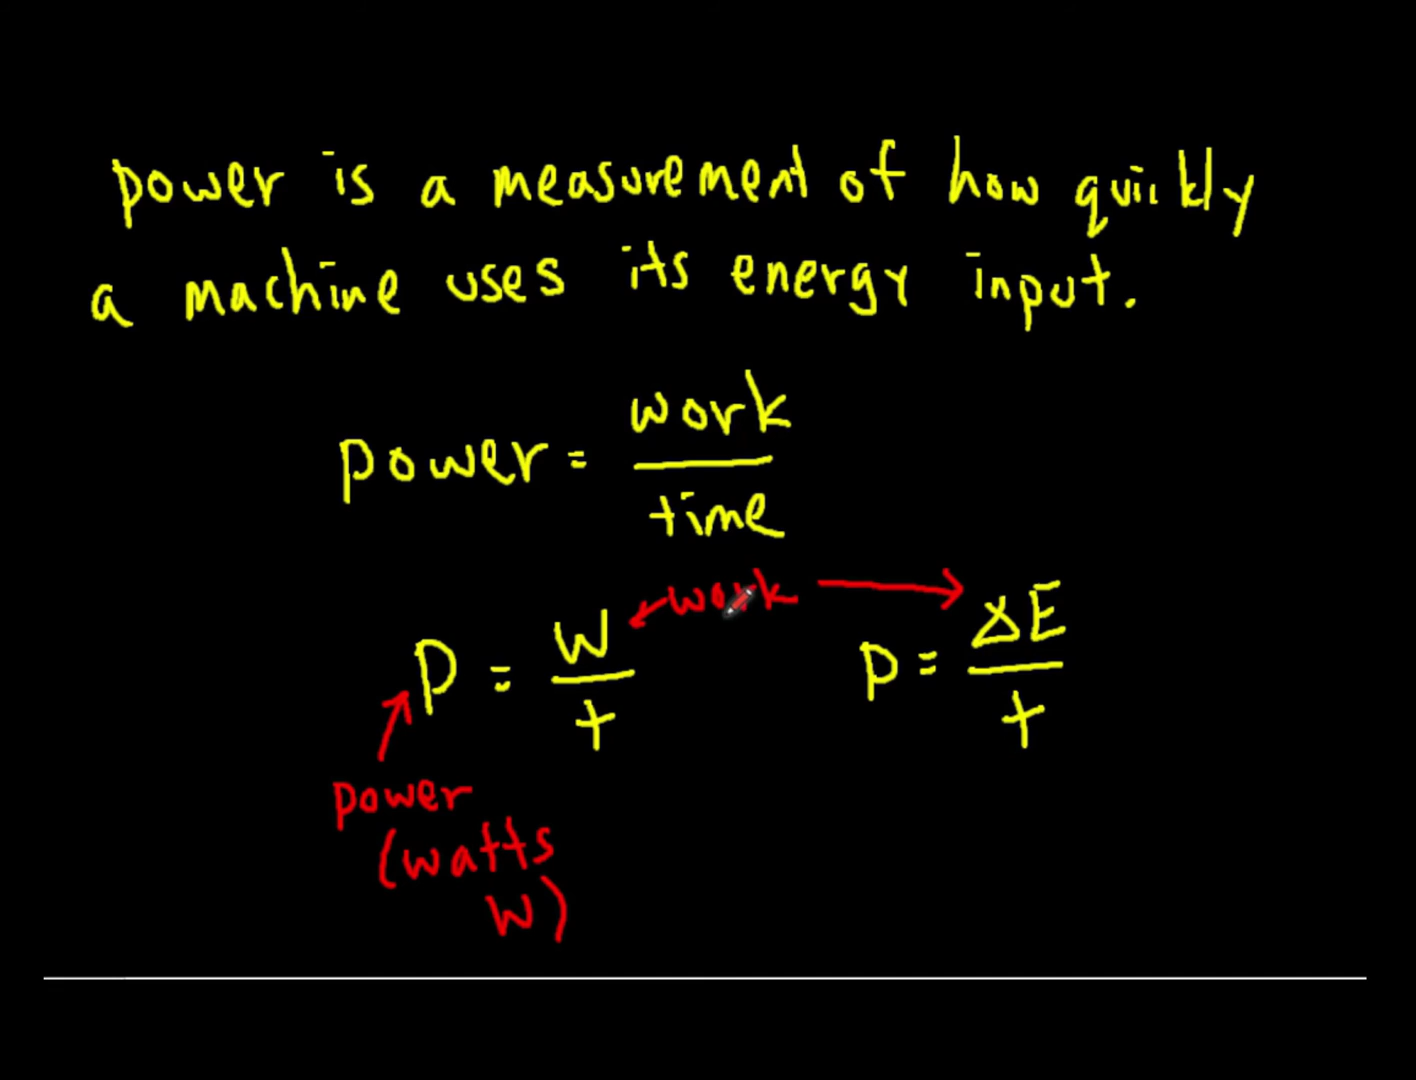 power is a measurement of how quickly
a machine uses its energy input.
power = work
time
work
P = W
t
P = ΔE
t
power
(watts
W)